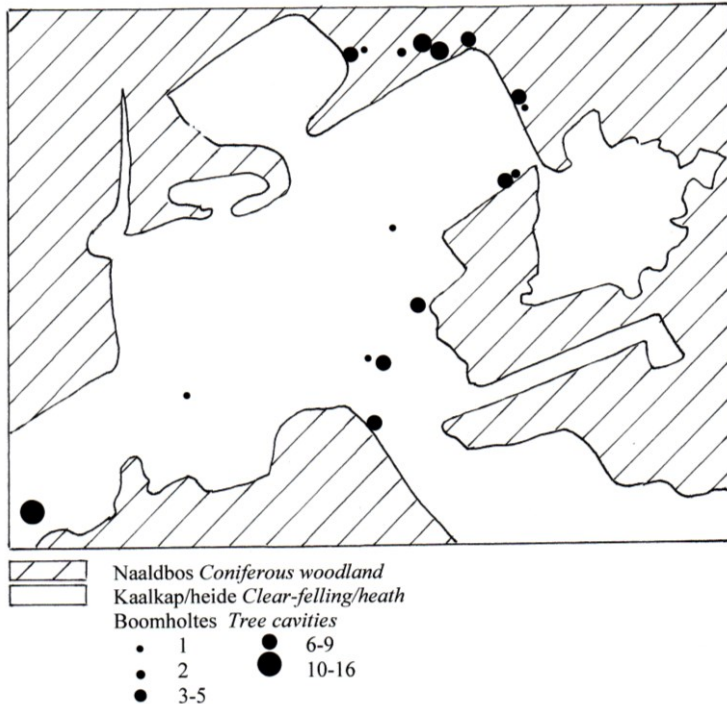 Naaldbos Coniferous woodland
Kaalkap/heide Clear-felling/heath
Boomholtes Tree cavities
1 6-9
2 10-16
3-5